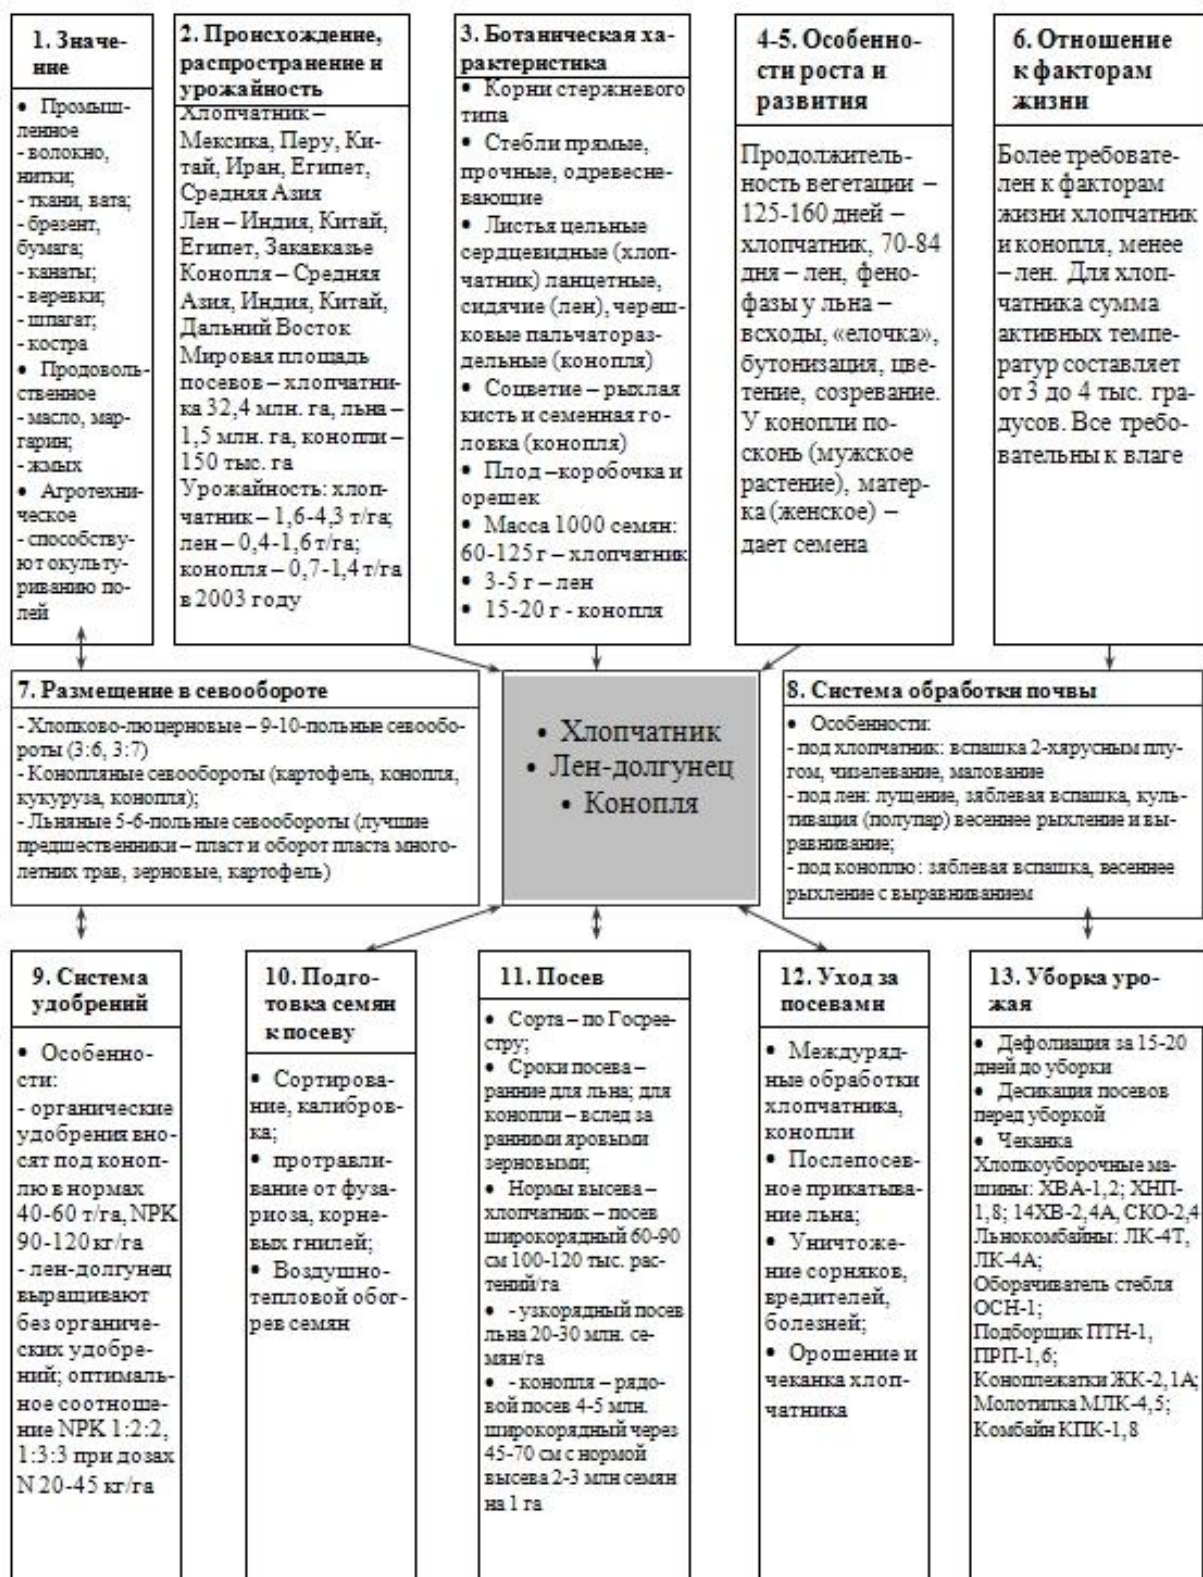 1. Значе-
ние
• Промыш-
ленное
- волокно,
нитки;
- ткани, вата;
- брезент,
бумага;
- канаты;
- веревки;
- шпагат;
- костра
• Продоволь-
ственное
- масло, мар-
гарин;
- жмых
• Агротехни-
ческое
- способству-
ют окульту-
риванию по-
лей
2. Происхождение,
распространение и
урожайность
Хлопчатник –
Мексика, Перу, Ки-
тай, Иран, Египет,
Средняя Азия
Лен – Индия, Китай,
Египет, Закавказье
Конопля – Средняя
Азия, Индия, Китай,
Дальний Восток
Мировая площадь
посевов – хлопчатни-
ка 32,4 млн. га, льна –
1,5 млн. га, конопли –
150 тыс. га
Урожайность: хлоп-
чатник – 1,6-4,3 т/га;
лен – 0,4-1,6 т/га;
конопля – 0,7-1,4 т/га
в 2003 году
3. Ботаническая ха-
рактеристика
• Корни стержневого
типа
• Стебли прямые,
прочные, одревесне-
вающие
• Листья цельные
сердцевидные (хлоп-
чатник) ланцетные,
сидячие (лен), череш-
ковые пальчатораз-
дельные (конопля)
• Соцветие – рыхлая
кисть и семенная го-
ловка (конопля)
• Плод – коробочка и
орешек
• Масса 1000 семян:
60-125 г – хлопчатник
• 3-5 г – лен
• 15-20 г - конопля
4-5. Особенно-
сти роста и
развития
Продолжитель-
ность вегетации –
125-160 дней –
хлопчатник, 70-84
дня – лен, фено-
фазы у льна –
всходы, «елочка»,
бутонизация, цве-
тение, созревание.
У конопли по-
сконь (мужское
растение), матер-
ка (женское) –
дает семена
6. Отношение
к факторам
жизни
Более требовате-
лен к факторам
жизни хлопчатник
и конопля, менее
– лен. Для хлоп-
чатника сумма
активных темпе-
ратур составляет
от 3 до 4 тыс. гра-
дусов. Все требо-
вательны к влаге
7. Размещение в севообороте
- Хлопково-люцерновые – 9-10-польные севообо-
роты (3:6, 3:7)
- Конопляные севообороты (картофель, конопля,
кукуруза, конопля);
- Льняные 5-6-польные севообороты (лучшие
предшественники – пласт и оборот пласта много-
летних трав, зерновые, картофель)
• Хлопчатник
• Лен-долгунец
• Конопля
8. Система обработки почвы
• Особенности:
- под хлопчатник: вспашка 2-хярусным плу-
гом, чизелевание, малование
- под лен: лущение, зяблевая вспашка, куль-
тивация (полупар) весеннее рыхление и вы-
равнивание;
- под коноплю: зяблевая вспашка, весеннее
рыхление с выравниванием
9. Система
удобрений
• Особенно-
сти:
- органические
удобрения вно-
сят под коноп-
лю в нормах
40-60 т/га, NPK
90-120 кг/га
- лен-долгунец
выращивают
без органиче-
ских удобре-
ний; оптималь-
ное соотноше-
ние NPK 1:2:2,
1:3:3 при дозах
N 20-45 кг/га
10. Подго-
товка семян
к посеву
• Сортирова-
ние, калибров-
ка;
• протравли-
вание от фуза-
риоза, корне-
вых гнилей;
• Воздушно-
тепловой обог-
рев семян
11. Посев
• Сорта – по Госрее-
стру;
• Сроки посева –
ранние для льна; для
конопли – вслед за
ранними яровыми
зерновыми;
• Нормы высева –
хлопчатник – посев
широкорядный 60-90
см 100-120 тыс. рас-
тений/га
• - узкорядный посев
льна 20-30 млн. се-
мян/га
• - конопля – рядо-
вой посев 4-5 млн.
широкорядный через
45-70 см с нормой
высева 2-3 млн семян
на 1 га
12. Уход за
посевами
• Междуряд-
ные обработки
хлопчатника,
конопли
• Послепосев-
ное прикатыва-
ние льна;
• Уничтоже-
ние сорняков,
вредителей,
болезней;
• Орошение и
чеканка хлоп-
чатника
13. Уборка уро-
жая
• Дефолиация за 15-20
дней до уборки
• Десикация посевов
перед уборкой
• Чеканка
Хлопкоуборочные ма-
шины: ХВА-1,2; ХНП-
1,8; 14ХВ-2,4А, СКО-2,4
Льнокомбайны: ЛК-4Т,
ЛК-4А;
Оборачиватель стебля
ОСН-1;
Подборщик ПТН-1,
ПРП-1,6;
Коноплежатки ЖК-2,1А;
Молотилка МЛК-4,5;
Комбайн КПК-1,8